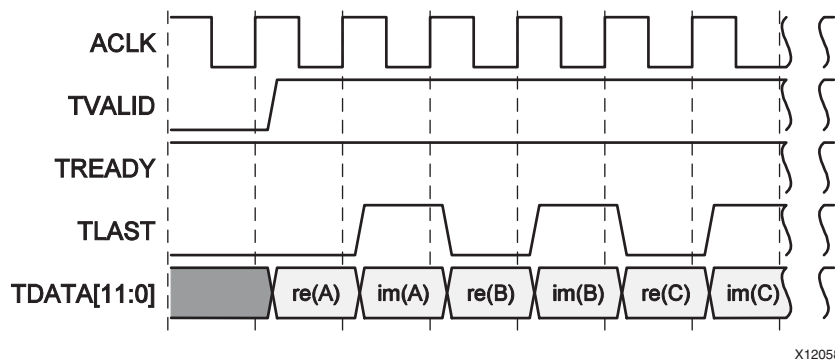 ACLK
TVALID
TREADY
TLAST
TDATA[11:0] re(A) im(A) re(B) im(B) re(C) im(C)